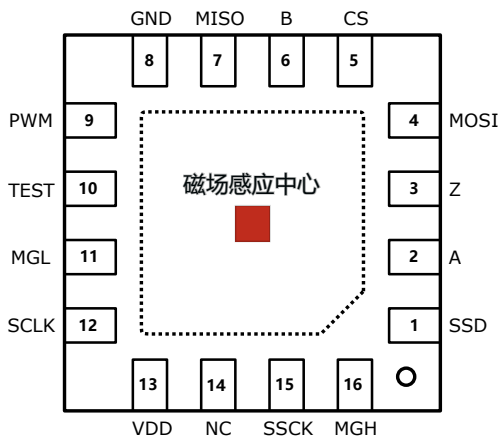 GND MISO B CS
8 7 6 5
PWM 9 4 MOSI
TEST 10 磁场感应中心 3 Z
MGL 11 2 A
SCLK 12 1 SSD
13 14 15 16
VDD NC SSCK MGH